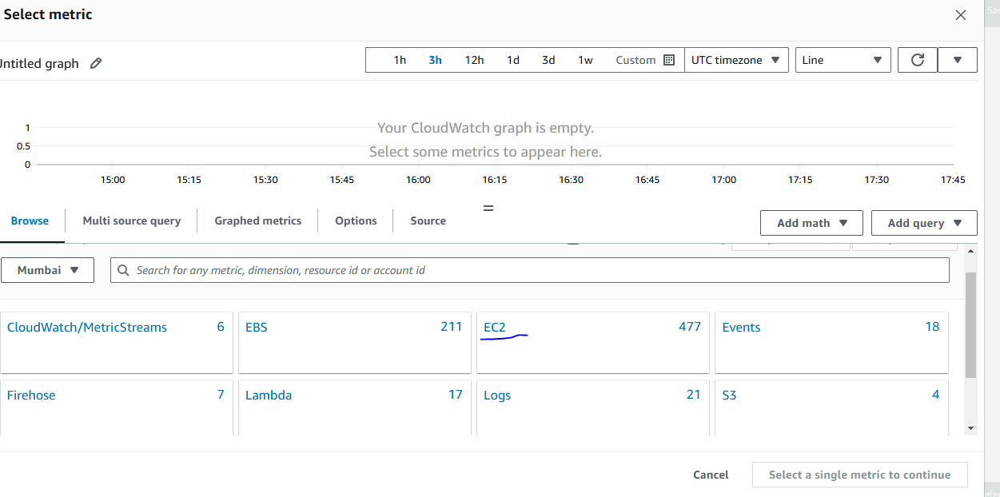 Select metric
Untitled graph
1h 3h 12h 1d 3d 1w Custom UTC timezone Line
Your CloudWatch graph is empty.
Select some metrics to appear here.
1
0.5
0
15:00 15:15 15:30 15:45 16:00 16:15 16:30 16:45 17:00 17:15 17:30 17:45
Browse Multi source query Graphed metrics Options Source Add math Add query
Mumbai Search for any metric, dimension, resource id or account id
CloudWatch/MetricStreams 6 EBS 211 EC2 477 Events 18
Firehose 7 Lambda 17 Logs 21 S3 4
Cancel Select a single metric to continue